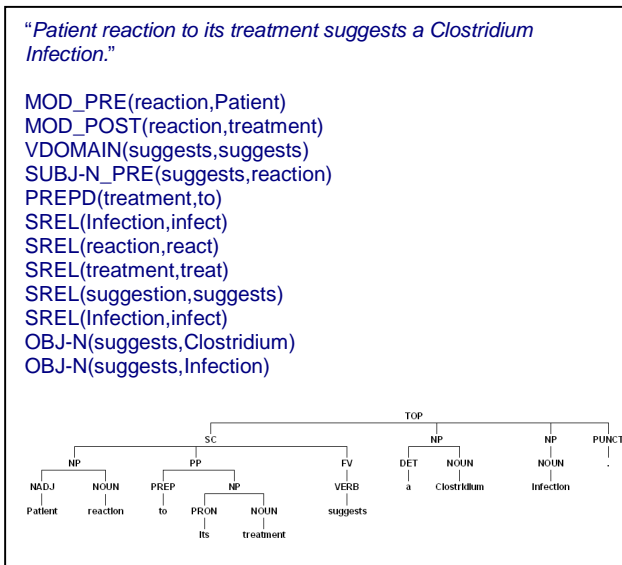 “Patient reaction to its treatment suggests a Clostridium
Infection.”
MOD_PRE(reaction,Patient)
MOD_POST(reaction,treatment)
VDOMAIN(suggests,suggests)
SUBJ-N_PRE(suggests,reaction)
PREPD(treatment,to)
SREL(Infection,infect)
SREL(reaction,react)
SREL(treatment,treat)
SREL(suggestion,suggests)
SREL(Infection,infect)
OBJ-N(suggests,Clostridium)
OBJ-N(suggests,Infection)
TOP
SC NP NP PUNCT
NP PP FV DET NOUN NOUN .
NADJ NOUN PREP NP VERB a Clostridium Infection
Patient reaction to PRON NOUN suggests
its treatment